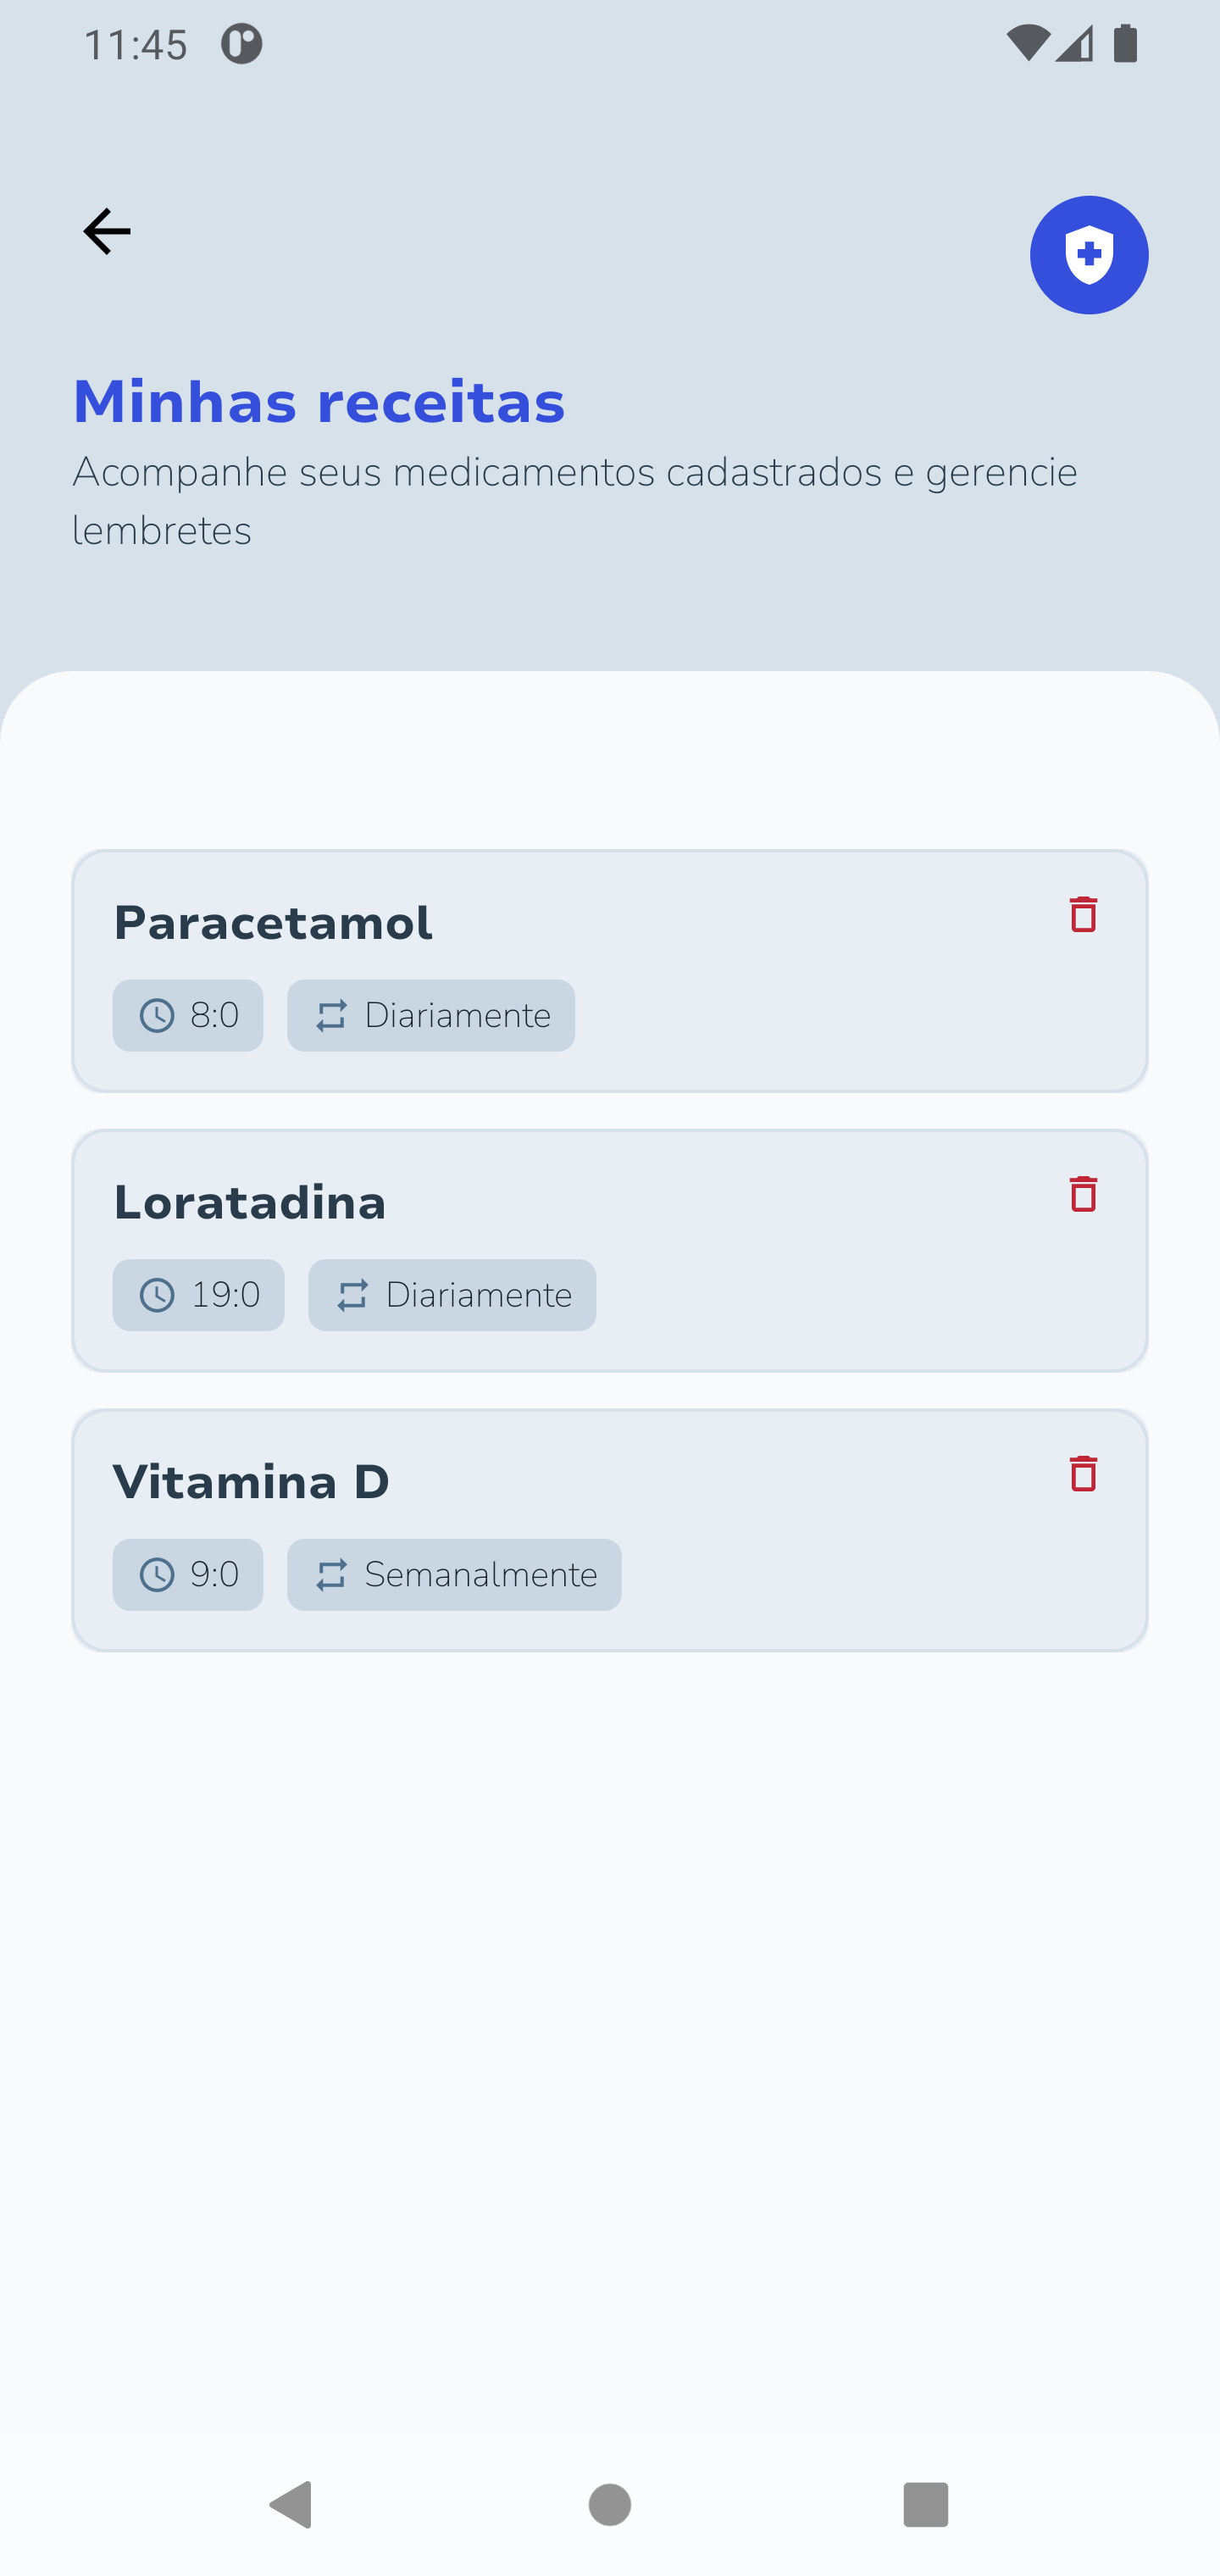 11:45
Minhas receitas
Acompanhe seus medicamentos cadastrados e gerencie
lembretes
Paracetamol
8:0 Diariamente
Loratadina
19:0 Diariamente
Vitamina D
9:0 Semanalmente